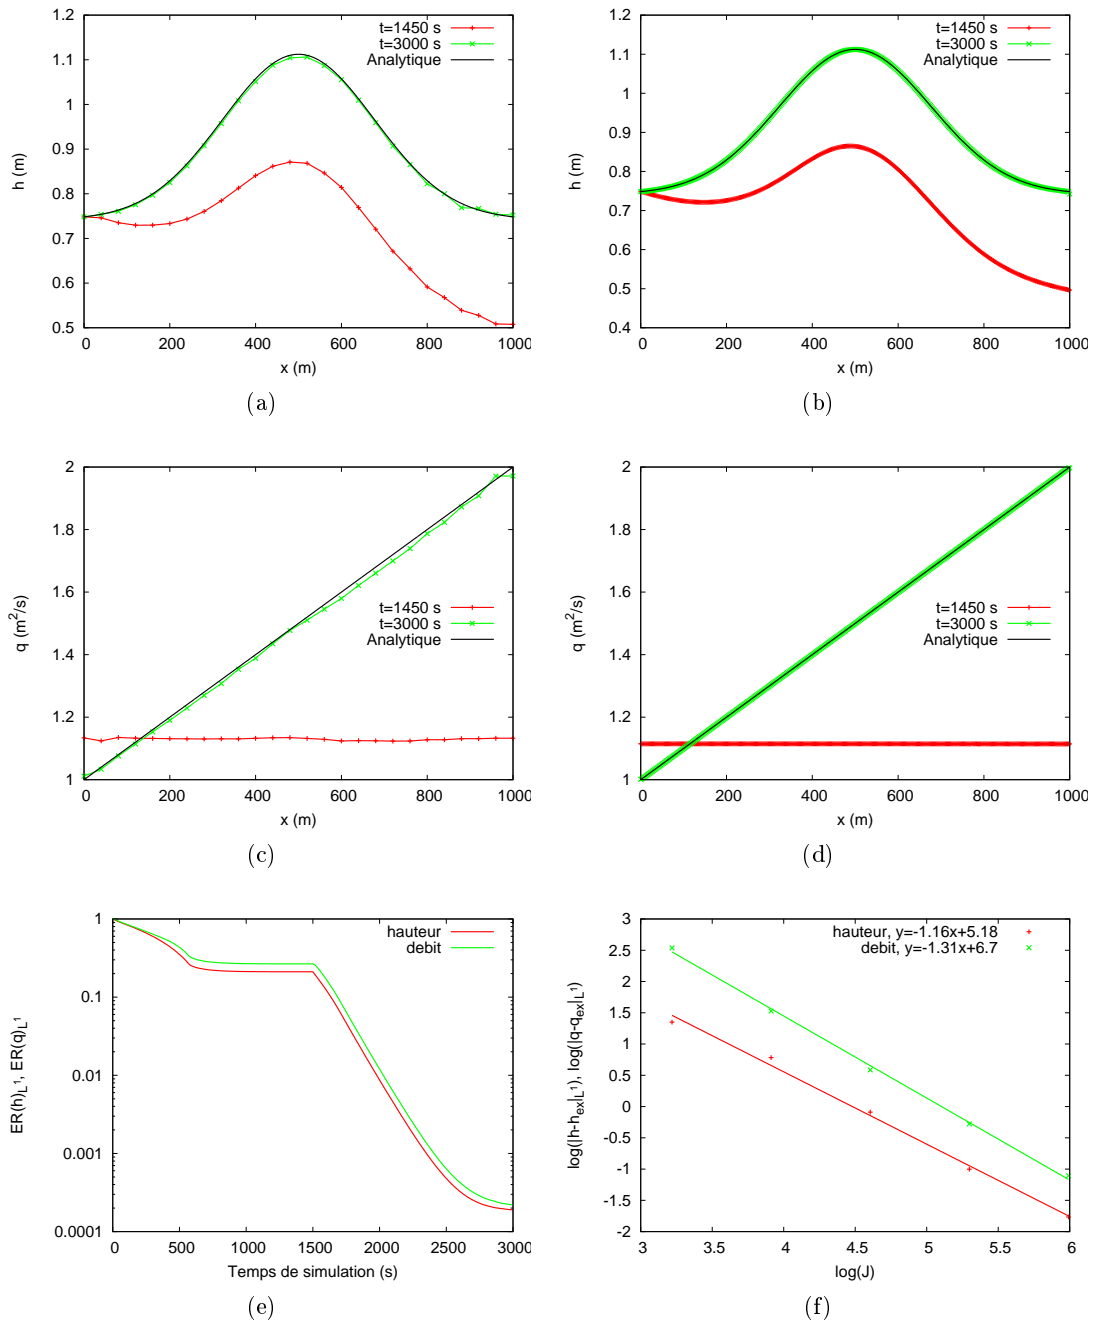 1.2
1.1
1
0.9
0.8
0.7
0.6
0.5
h (m)
0 200 400 600 800 1000
x (m)
t=1450 s
t=3000 s
Analytique
(a)
1.2
1.1
1
0.9
0.8
0.7
0.6
0.5
0.4
h (m)
0 200 400 600 800 1000
x (m)
t=1450 s
t=3000 s
Analytique
(b)
2
1.8
1.6
1.4
1.2
1
q (m²/s)
0 200 400 600 800 1000
x (m)
t=1450 s
t=3000 s
Analytique
(c)
2
1.8
1.6
1.4
1.2
1
q (m²/s)
0 200 400 600 800 1000
x (m)
t=1450 s
t=3000 s
Analytique
(d)
1
0.1
0.01
0.001
0.0001
ER(h)_L¹, ER(q)_L¹
0 500 1000 1500 2000 2500 3000
Temps de simulation (s)
hauteur
debit
(e)
3
2.5
2
1.5
1
0.5
0
-0.5
-1
-1.5
-2
log(|h-h_ex|_L¹), log(|q-q_ex|_L¹)
3 3.5 4 4.5 5 5.5 6
log(J)
hauteur, y=-1.16x+5.18
debit, y=-1.31x+6.7
(f)